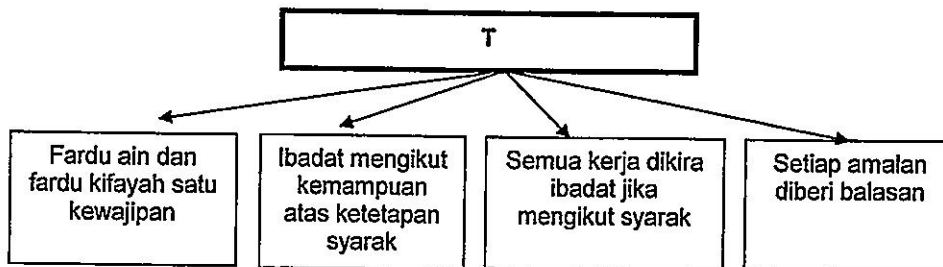 T
Fardu ain dan
fardu kifayah satu
kewajipan
Ibadat mengikut
kemampuan
atas ketetapan
syarak
Semua kerja dikira
ibadat jika
mengikut syarak
Setiap amalan
diberi balasan